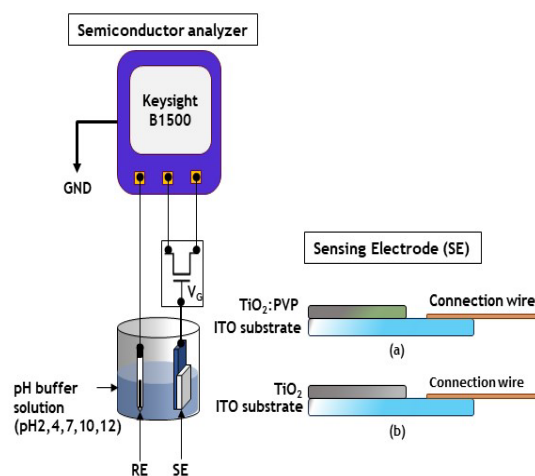 Semiconductor analyzer
Keysight
B1500
GND
V_G
pH buffer
solution
(pH2,4,7,10,12)
RE
SE
Sensing Electrode (SE)
TiO₂:PVP
Connection wire
ITO substrate
(a)
TiO₂
Connection wire
ITO substrate
(b)